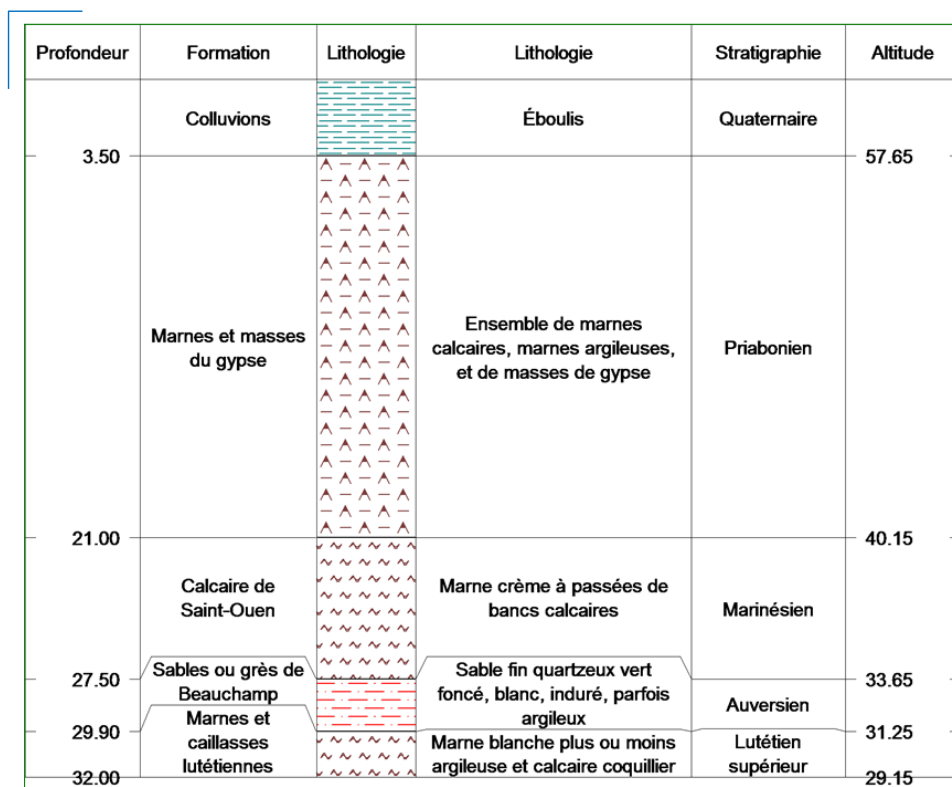 Profondeur Formation Lithologie Lithologie Stratigraphie Altitude
Colluvions Éboulis Quaternaire
3.50 57.65
Marnes et masses
du gypse
Ensemble de marnes
calcaires, marnes argileuses,
et de masses de gypse
Priabonien
21.00 40.15
Calcaire de
Saint-Ouen
Marne crème à passées de
bancs calcaires
Marinésien
27.50 33.65
Sables ou grès de
Beauchamp
Sable fin quartzeux vert
foncé, blanc, induré, parfois
argileux
Auversien
29.90 31.25
Marnes et
caillasses
lutétiennes
Marne blanche plus ou moins
argileuse et calcaire coquillier
Lutétien
supérieur
32.00 29.15